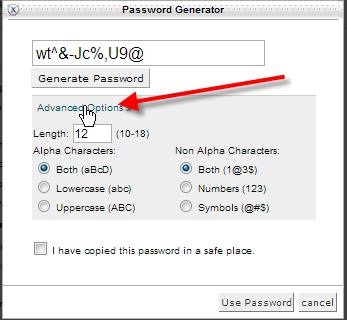 Password Generator
wt^&-Jc%,U9@
Generate Password
Advanced Options
Length: 12 (10-18)
Alpha Characters: Non Alpha Characters:
Both (aBcD) Both (1@3$)
Lowercase (abc) Numbers (123)
Uppercase (ABC) Symbols (@#$)
I have copied this password in a safe place.
Use Password cancel